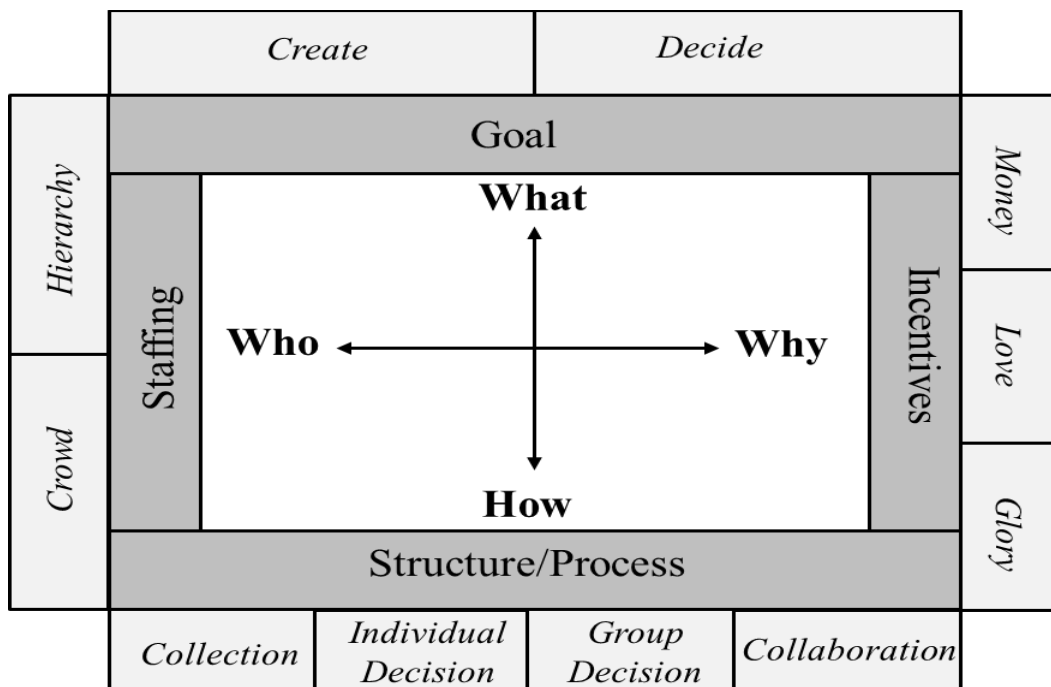 Create
Decide
Goal
Hierarchy
Crowd
Staffing
What
Who
Why
How
Incentives
Money
Love
Glory
Structure/Process
Collection
Individual
Decision
Group
Decision
Collaboration